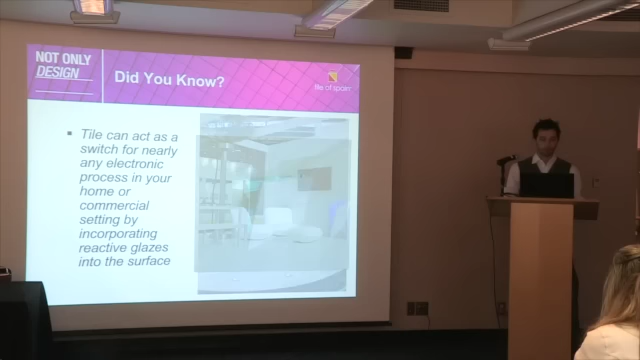 NOT ONLY
DESIGN
Did You Know?
tile of spain
Tile can act as a
switch for nearly
any electronic
process in your
home or
commercial
setting by
incorporating
reactive glazes
into the surface